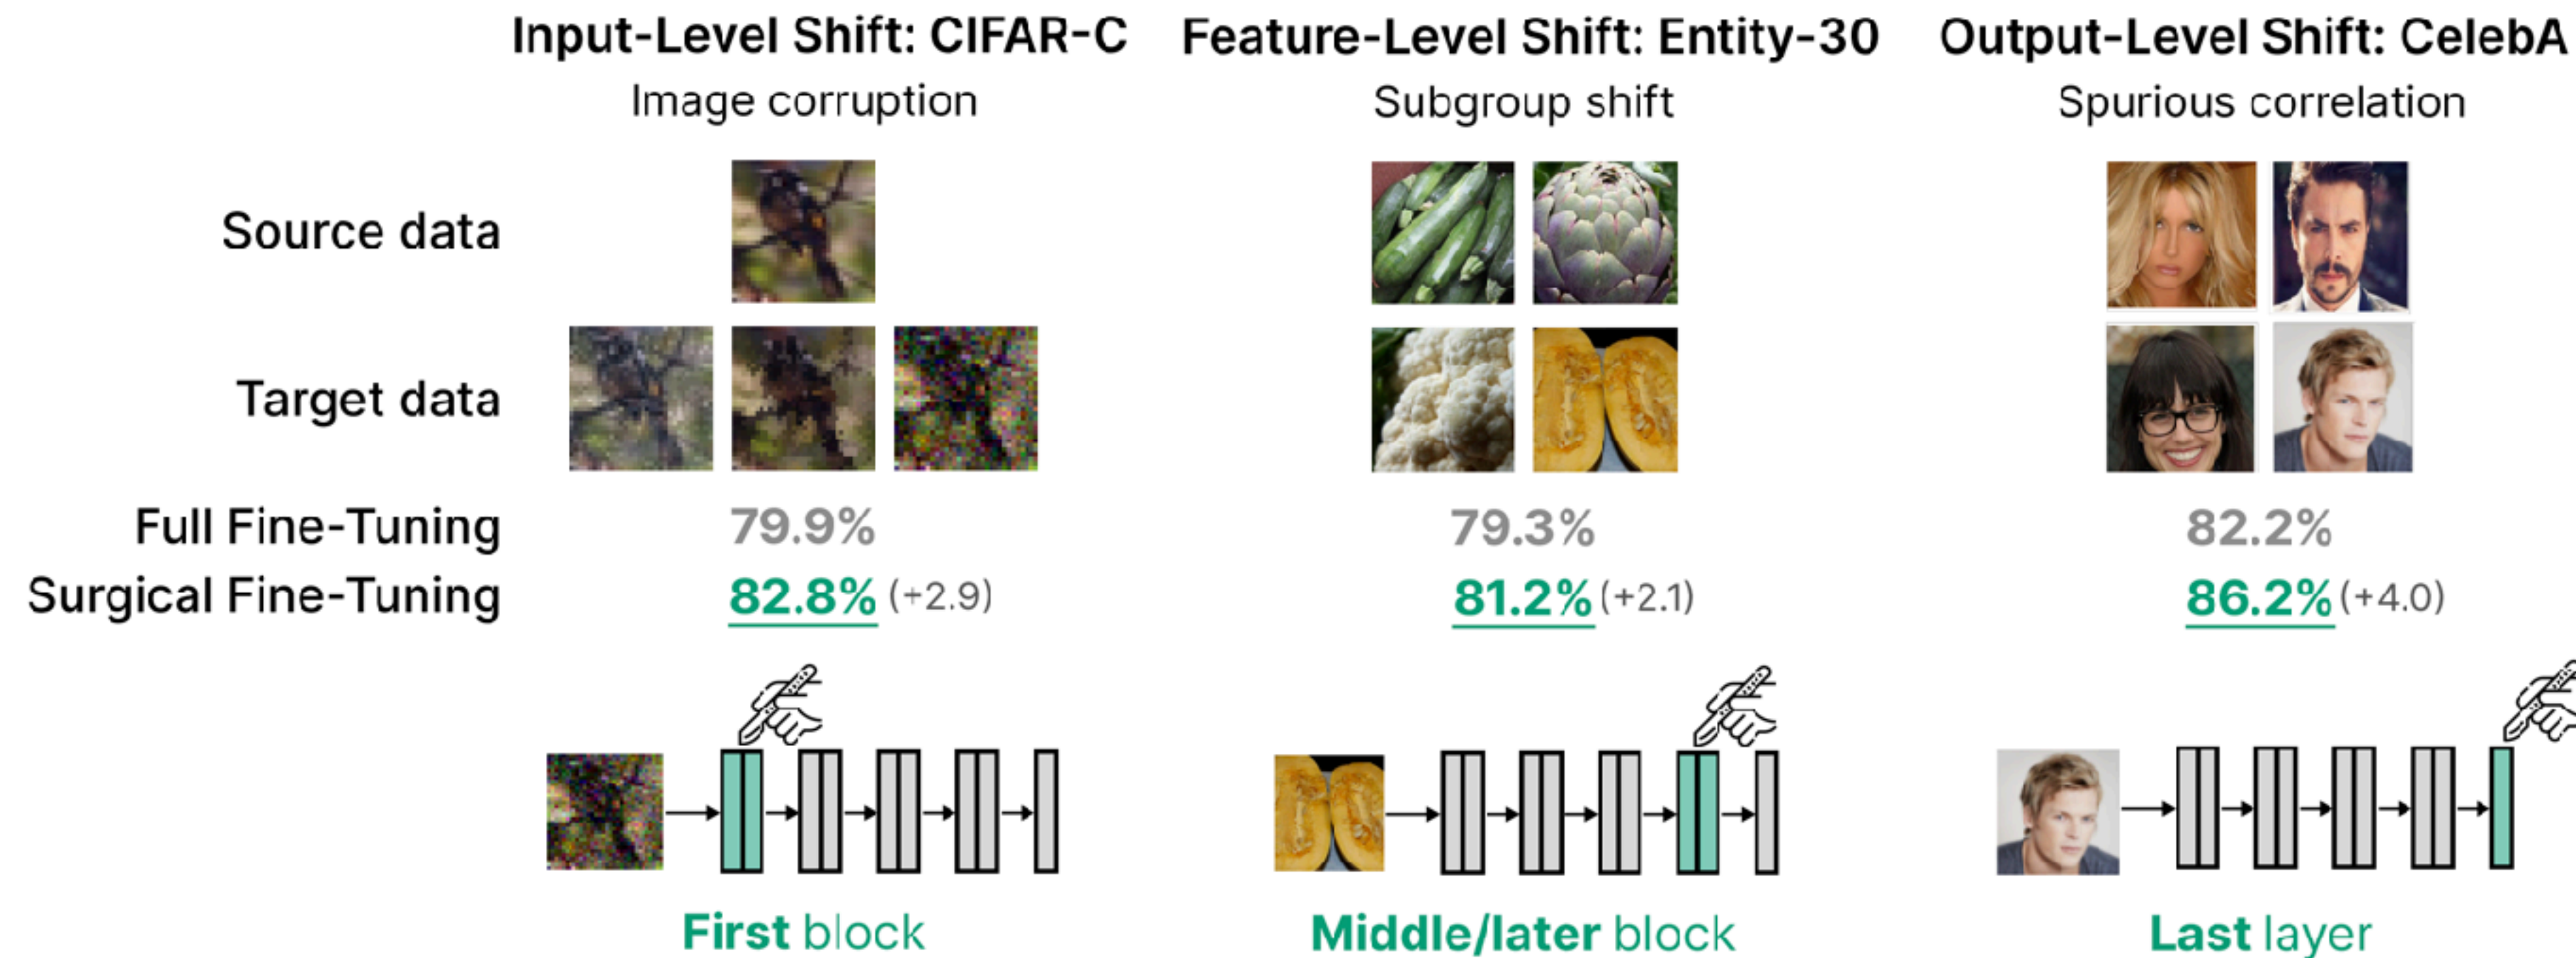 Input-Level Shift: CIFAR-C
Image corruption
Feature-Level Shift: Entity-30
Subgroup shift
Output-Level Shift: CelebA
Spurious correlation
Source data
Target data
Full Fine-Tuning
79.9%
79.3%
82.2%
Surgical Fine-Tuning
82.8% (+2.9)
81.2% (+2.1)
86.2% (+4.0)
First block
Middle/later block
Last layer